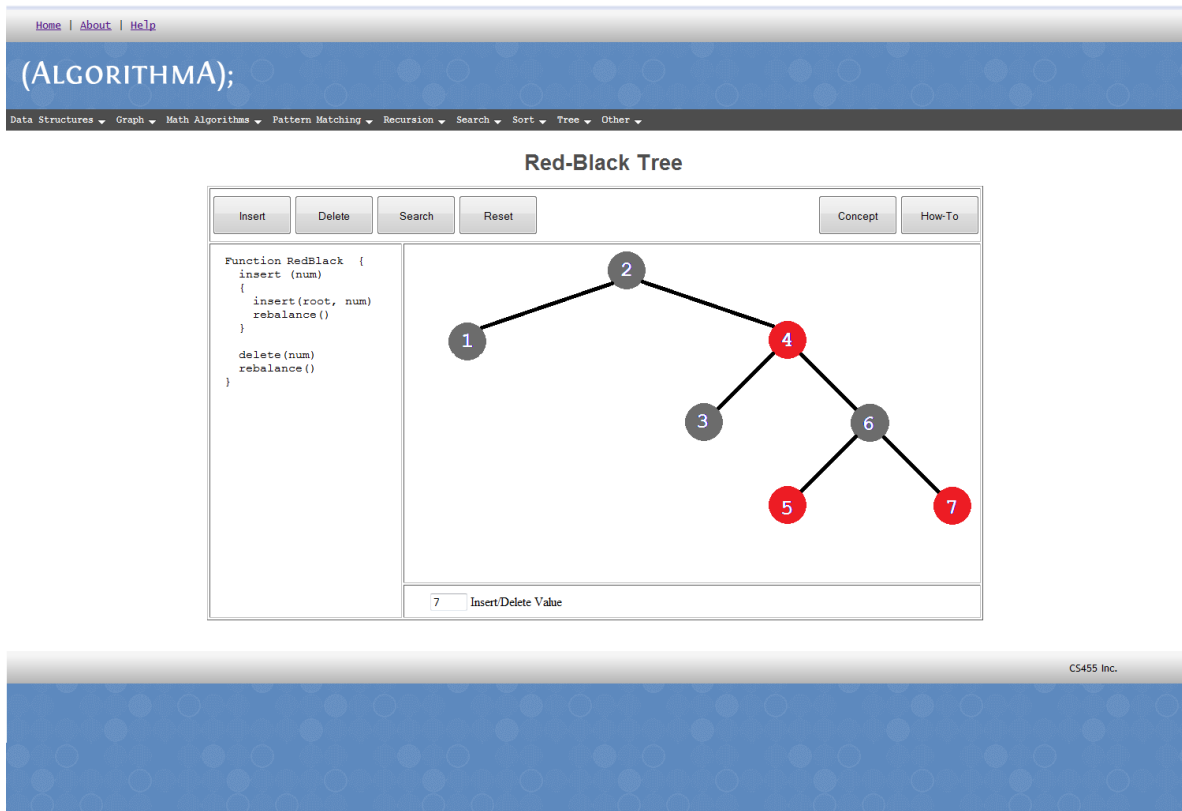 Home | About | Help
(ALGORITHMA);
Data Structures Graph Math Algorithms Pattern Matching Recursion Search Sort Tree Other
Red-Black Tree
Insert Delete Search Reset Concept How-To
Function RedBlack {
insert (num)
{
insert(root, num)
rebalance()
}
delete(num)
rebalance()
}
2
1
4
3
6
5
7
7 Insert/Delete Value
CS455 Inc.